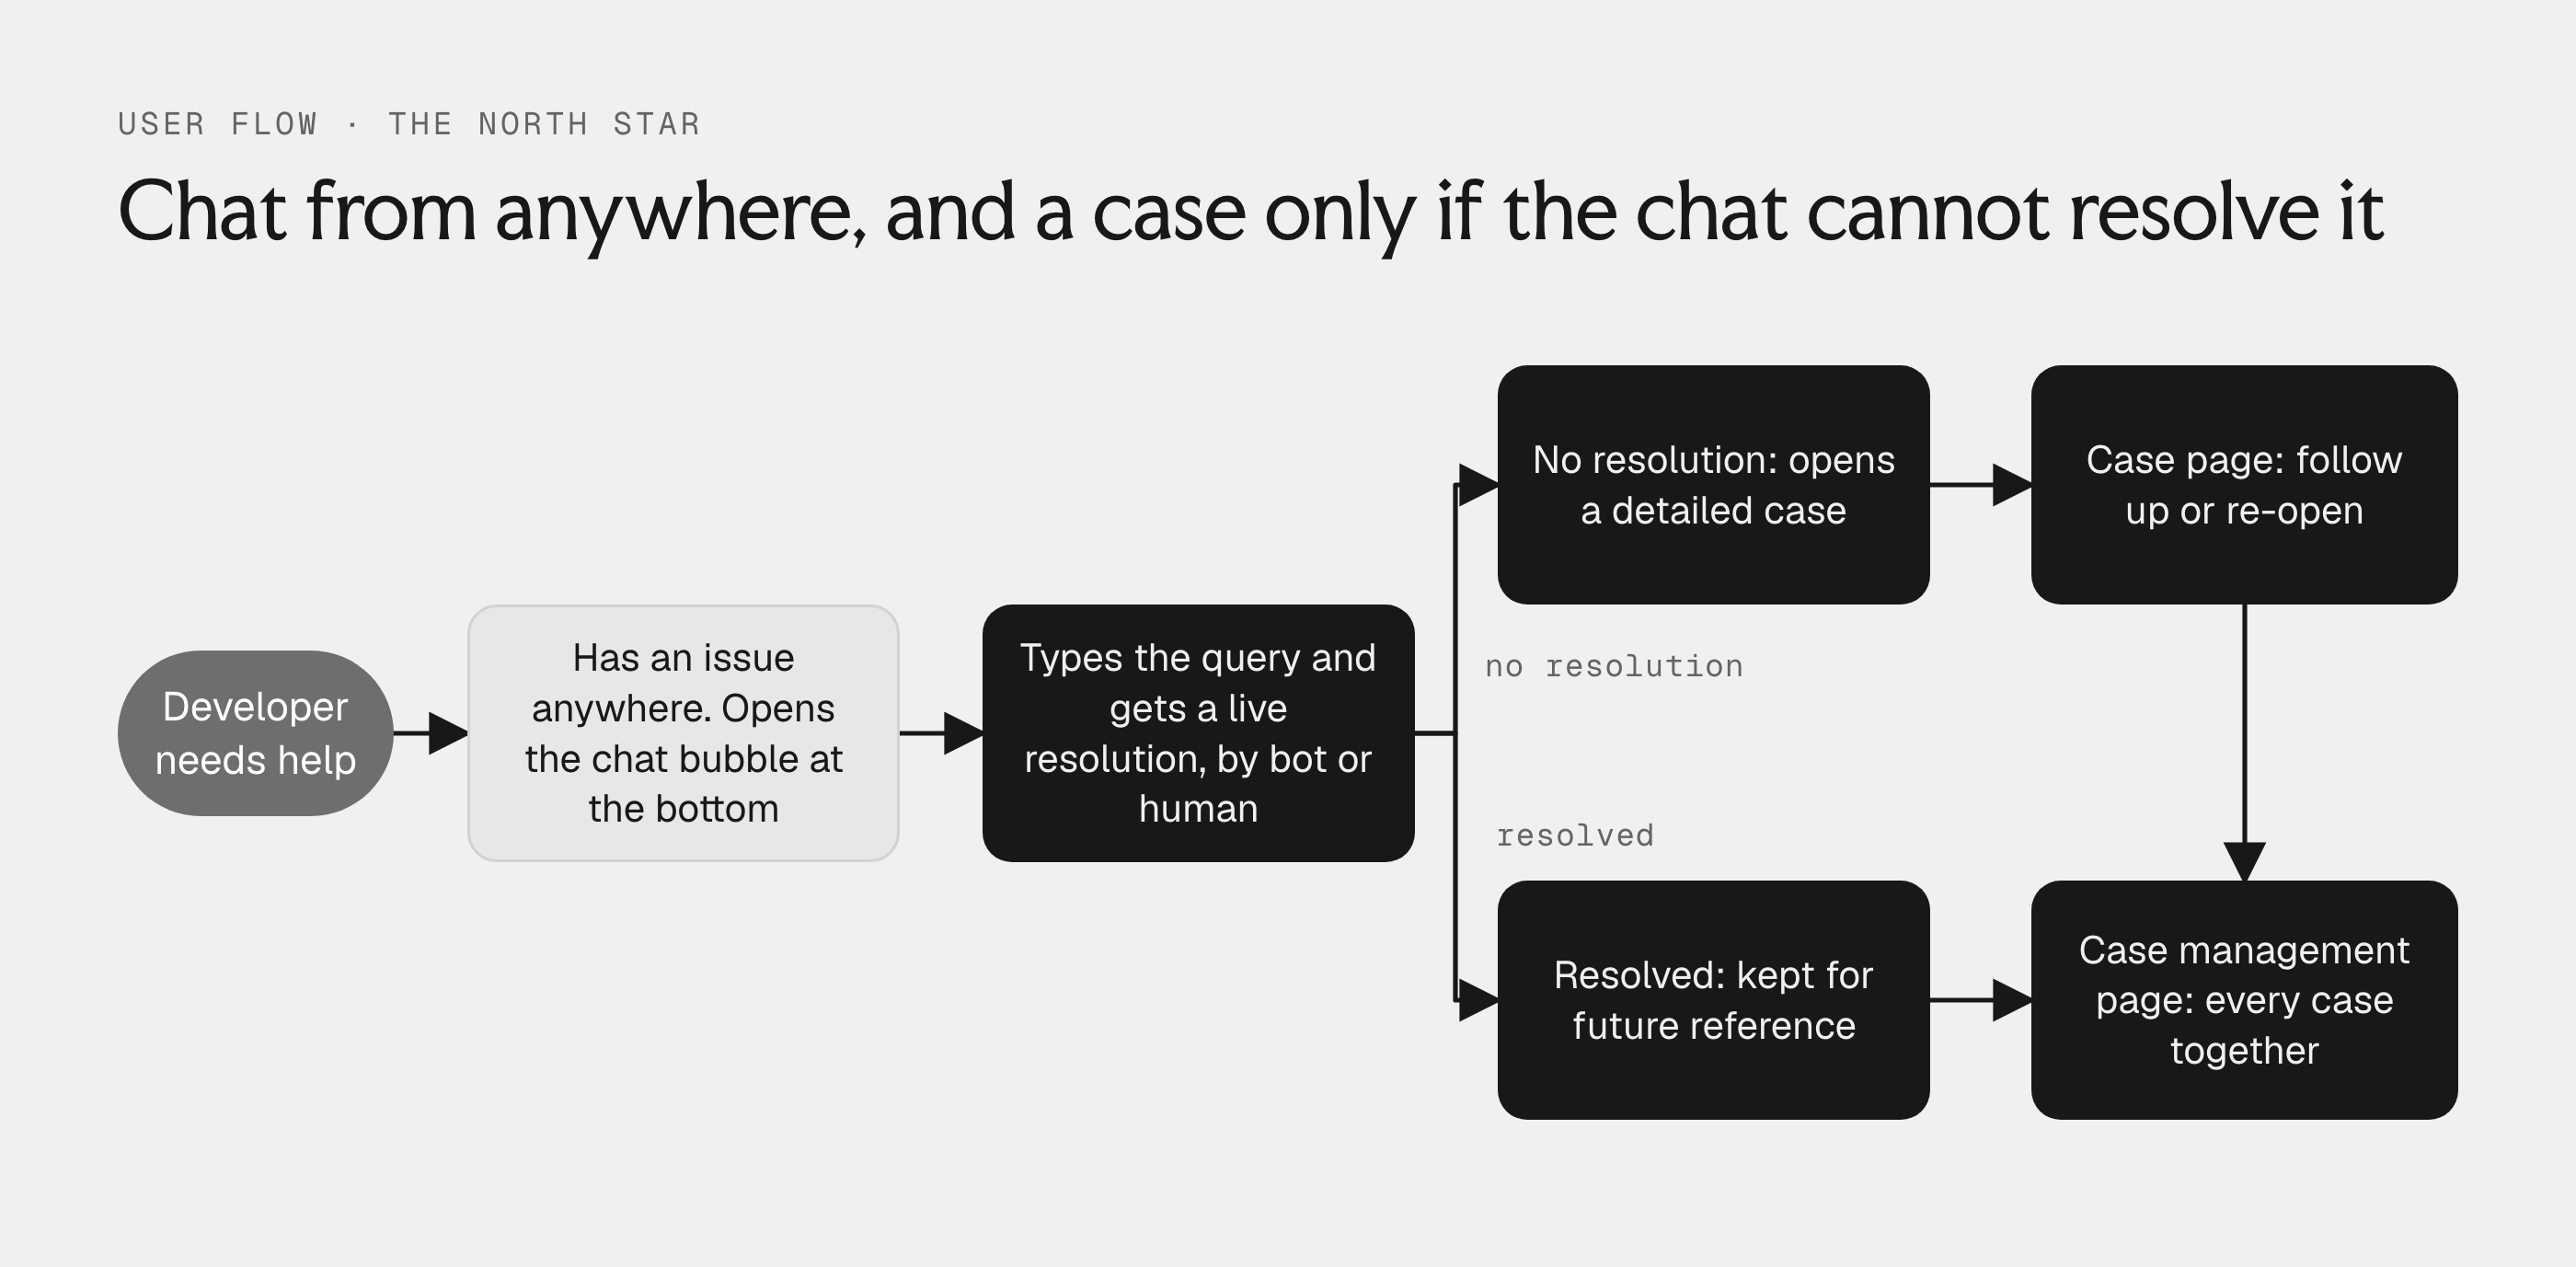 USER FLOW · THE NORTH STAR
Chat from anywhere, and a case only if the chat cannot resolve it
Developer
needs help
Has an issue
anywhere. Opens
the chat bubble at
the bottom
Types the query and
gets a live
resolution, by bot or
human
no resolution
No resolution: opens
a detailed case
Case page: follow
up or re-open
resolved
Resolved: kept for
future reference
Case management
page: every case
together